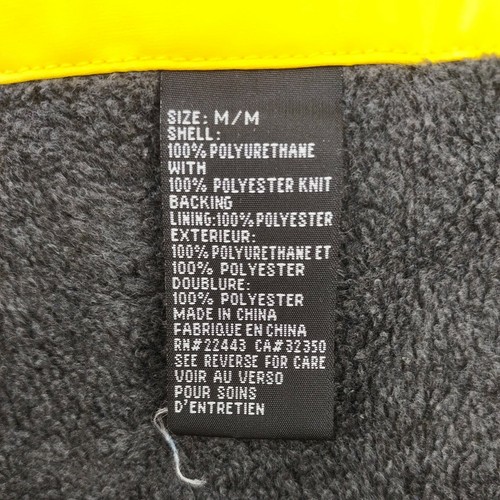 SIZE: M/M
SHELL:
100% POLYURETHANE
WITH
100% POLYESTER KNIT
BACKING
LINING:100% POLYESTER
EXTERIEUR:
100% POLYURETHANE ET
100% POLYESTER
DOUBLURE:
100% POLYESTER
MADE IN CHINA
FABRIQUE EN CHINA
RN#22443 CA#32350
SEE REVERSE FOR CARE
VOIR AU VERSO
POUR SOINS
D'ENTRETIEN